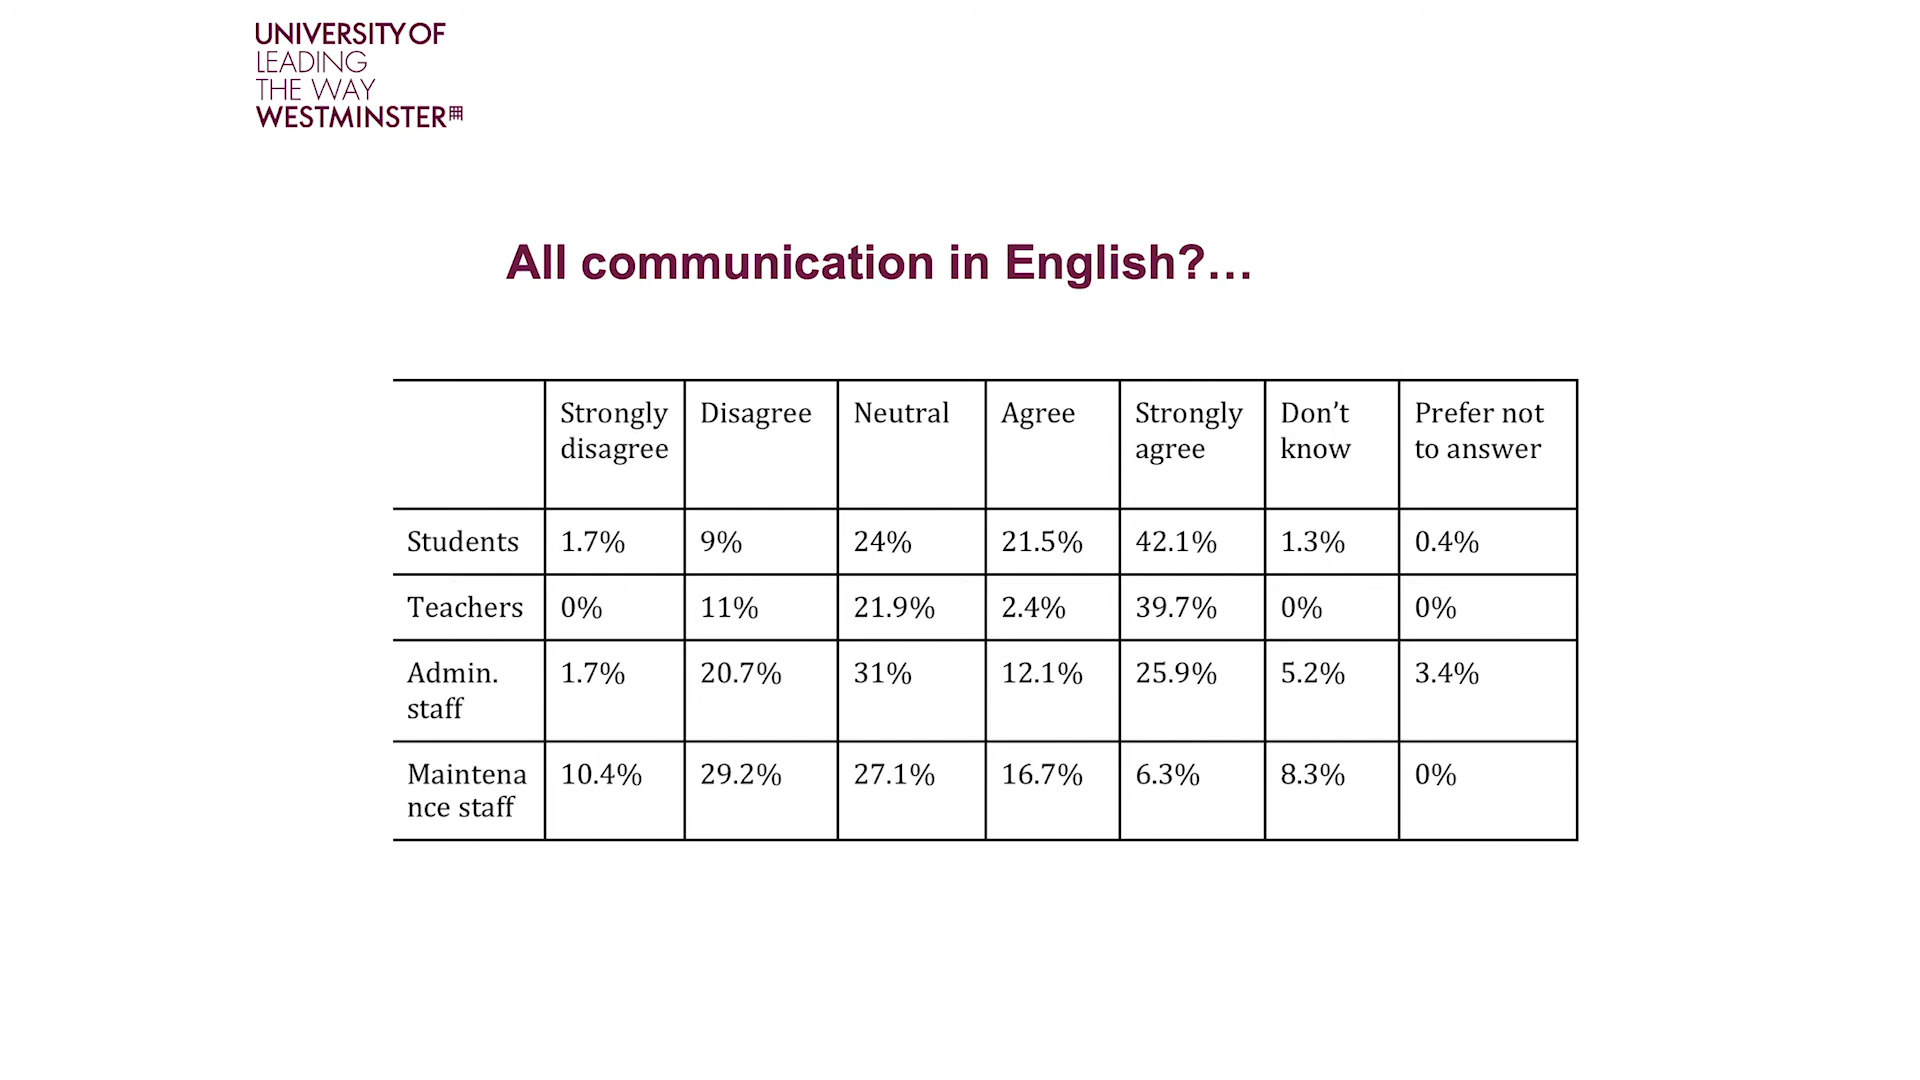 UNIVERSITY OF
LEADING
THE WAY
WESTMINSTER
All communication in English?…
Strongly disagree Disagree Neutral Agree Strongly agree Don’t know Prefer not to answer
Students 1.7% 9% 24% 21.5% 42.1% 1.3% 0.4%
Teachers 0% 11% 21.9% 2.4% 39.7% 0% 0%
Admin. staff 1.7% 20.7% 31% 12.1% 25.9% 5.2% 3.4%
Maintena nce staff 10.4% 29.2% 27.1% 16.7% 6.3% 8.3% 0%